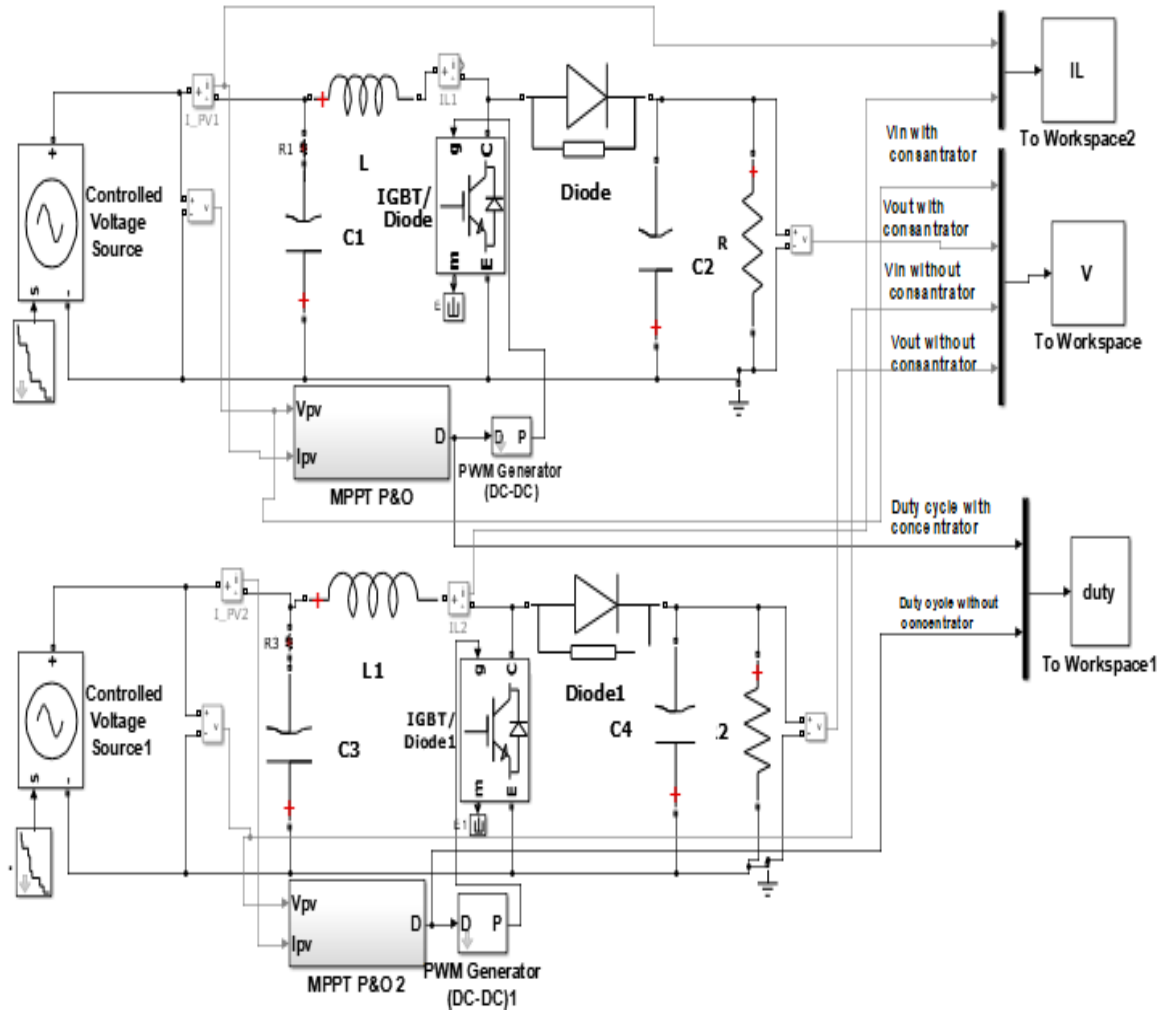 IL
To Workspace2
I_PV1
IL1
R1
L
g
C
Vin with
consantrator
Controlled
Voltage
Source
IGBT/
Diode
Diode
Vout with
consantrator
C1
m
E
C2
R
V
To Workspace
Vin without
consantrator
s
Vout without
consantrator
Vpv
D
Ipv
D
P
MPPT P&O
PWM Generator
(DC-DC)
Duty cycle with
concentrator
I_PV2
IL2
R3
duty
Duty cycle without
concentrator
To Workspace1
L1
g
C
Controlled
Voltage
Source1
IGBT/
Diode1
Diode1
C3
C4
.2
m
E
s
Vpv
D
Ipv
D
P
MPPT P&O 2
PWM Generator
(DC-DC)1